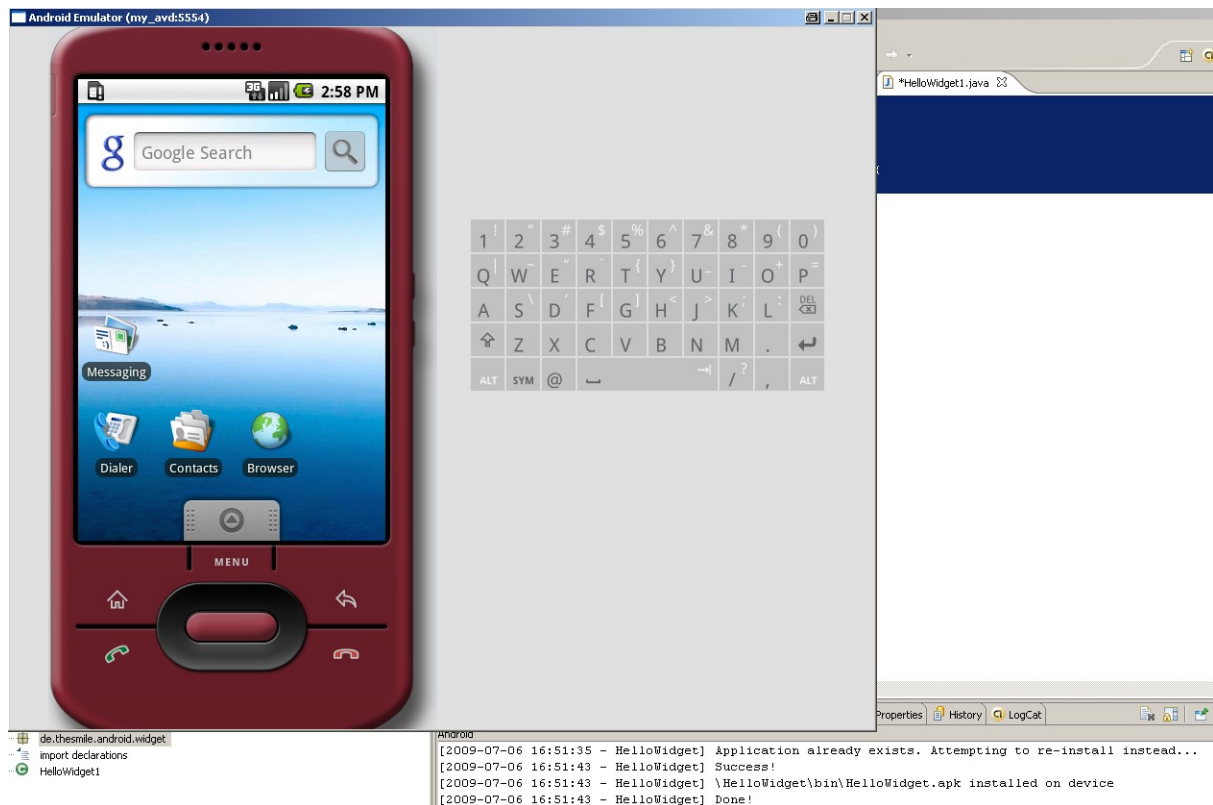 Android Emulator (my_avd:5554)
*HelloWidget1.java
3G 2:58 PM
g Google Search
Messaging
Dialer Contacts Browser
MENU
1 ! 2 " 3 # 4 $ 5 % 6 ^ 7 & 8 * 9 ( 0 )
Q | W ~ E " R ` T { Y } U _ I - O + P =
A S \ D ' F [ G ] H < J > K ; L : DEL
Z X C V B N M .
ALT SYM @ / ? , ALT
Properties History LogCat
Android
de.thesmile.android.widget
import declarations
HelloWidget1
[2009-07-06 16:51:35 - HelloWidget] Application already exists. Attempting to re-install instead...
[2009-07-06 16:51:43 - HelloWidget] Success!
[2009-07-06 16:51:43 - HelloWidget] \HelloWidget\bin\HelloWidget.apk installed on device
[2009-07-06 16:51:43 - HelloWidget] Done!